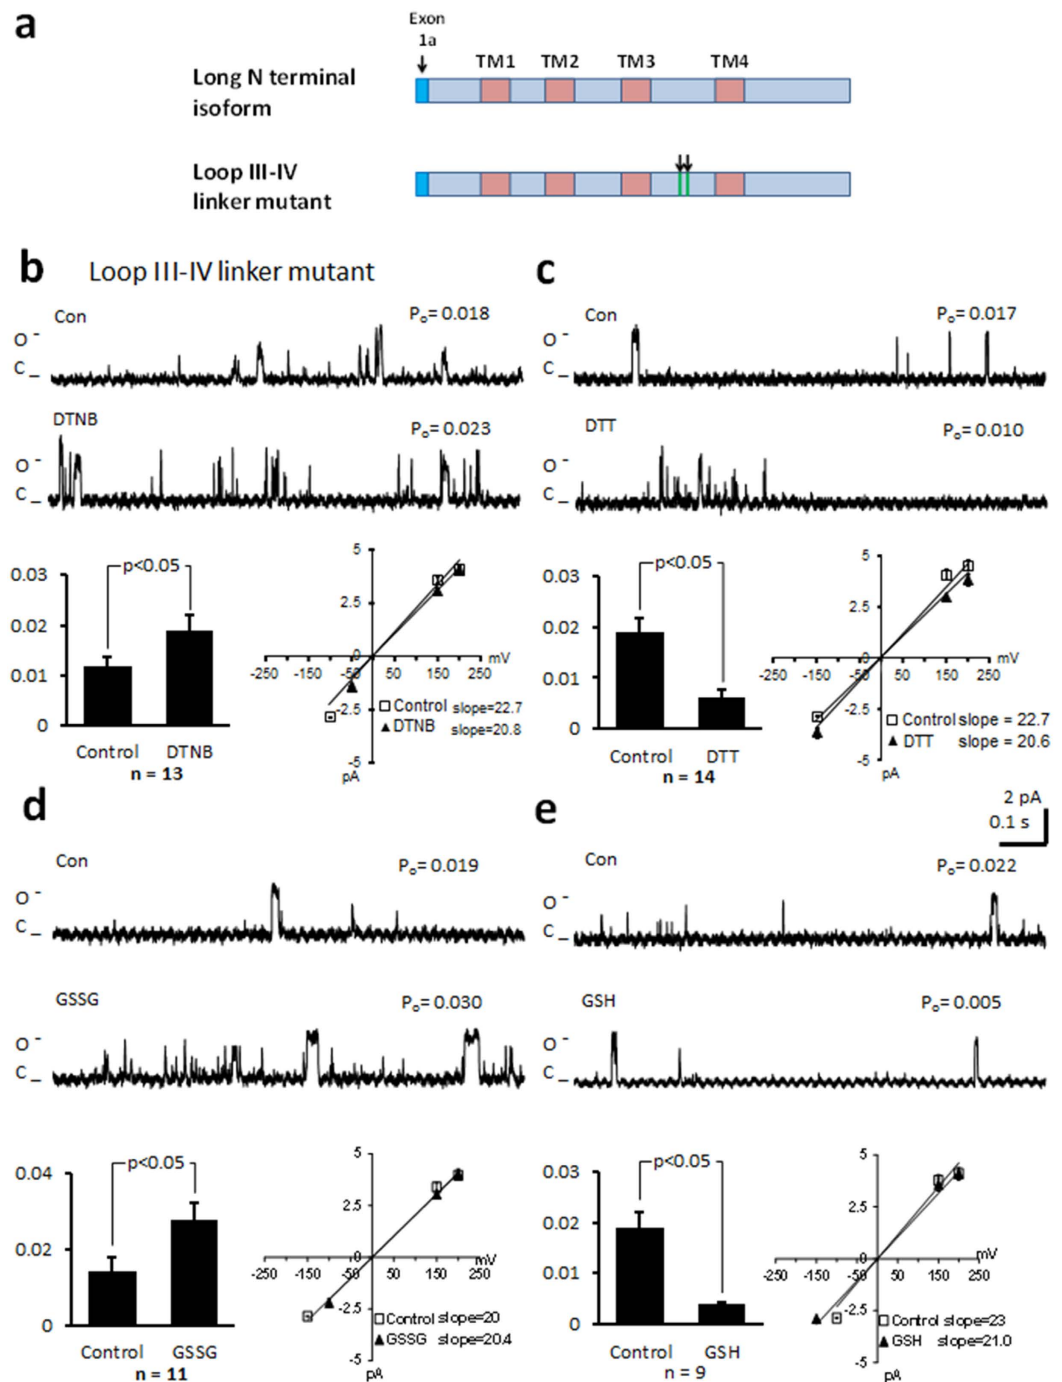 a
Exon
1a
TM1 TM2 TM3 TM4
Long N terminal
isoform
Loop III-IV
linker mutant
b Loop III-IV linker mutant
Con
Po= 0.018
O -
C _
DTNB
Po= 0.023
O -
C _
0.03
0.02
0.01
0
p<0.05
Control DTNB
n = 13
5
2.5
0
-250 -150 -50 50 150 250
mV
-2.5
-5
pA
Control slope=22.7
DTNB slope=20.8
c
Con
Po= 0.017
O -
C _
DTT
Po= 0.010
O -
C _
0.03
0.02
0.01
0
p<0.05
Control DTT
n = 14
5
2.5
0
-250 -150 -50 50 150 250
mV
-2.5
-5
pA
Control slope = 22.7
DTT slope = 20.6
d
Con
Po= 0.019
O -
C _
GSSG
Po= 0.030
O -
C _
0.04
0.02
0
p<0.05
Control GSSG
n = 11
5
2.5
0
-250 -150 -50 50 150 250
mV
-2.5
-5
pA
Control slope=20
GSSG slope=20.4
e
2 pA
0.1 s
Con
Po= 0.022
O -
C _
GSH
Po= 0.005
O -
C _
0.03
0.02
0.01
0
p<0.05
Control GSH
n = 9
5
2.5
0
-250 -150 -50 50 150 250
mV
-2.5
-5
pA
Control slope=23
GSH slope=21.0